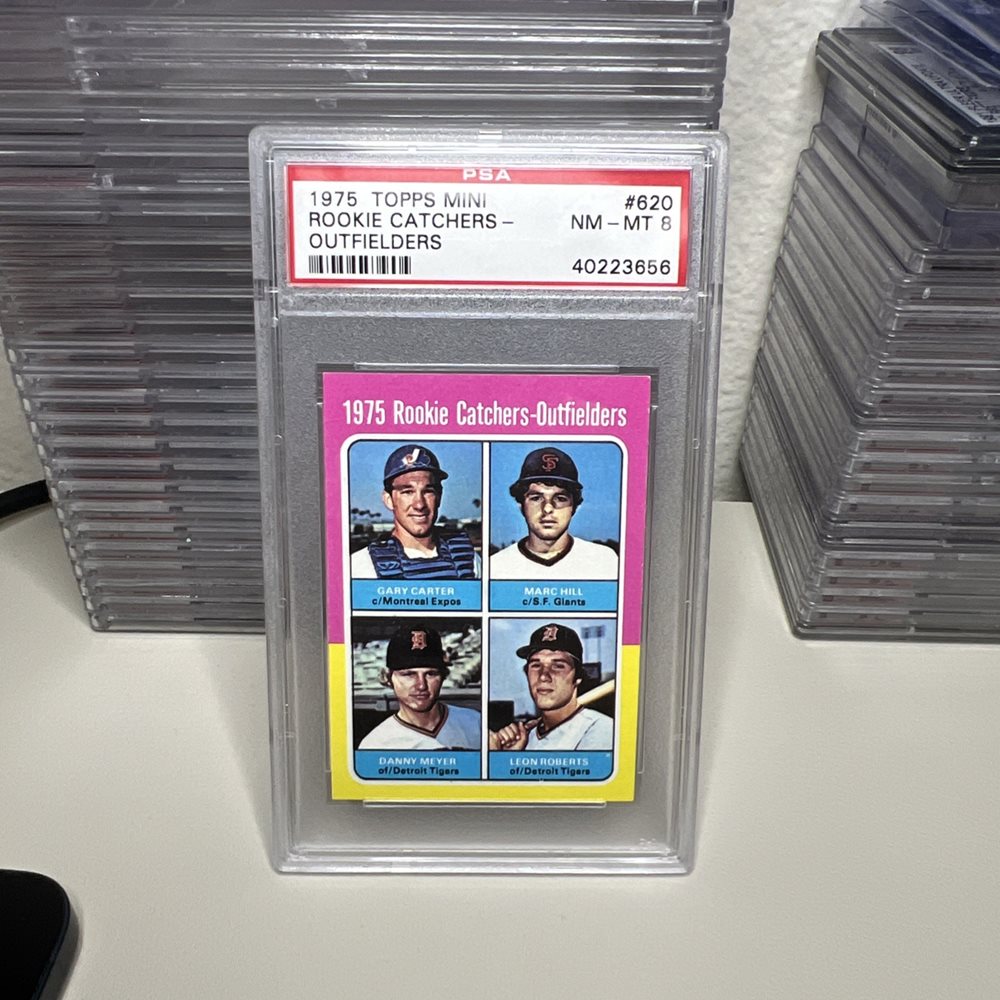 PSA
1975 TOPPS MINI #620
ROOKIE CATCHERS- NM-MT 8
OUTFIELDERS
40223656
1975 Rookie Catchers-Outfielders
GARY CARTER
c/Montreal Expos
MARC HILL
c/S.F. Giants
DANNY MEYER
of/Detroit Tigers
LEON ROBERTS
of/Detroit Tigers